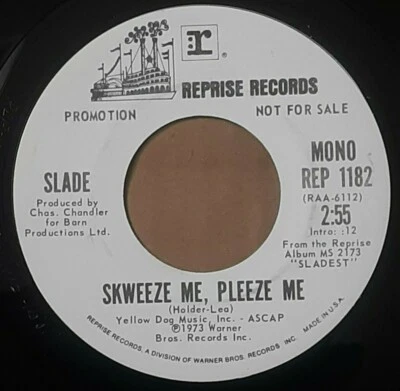 r:
REPRISE RECORDS
PROMOTION NOT FOR SALE
MONO
SLADE
REP 1182
(RAA-6112)
Produced by
Chas. Chandler
for Barn
Productions Ltd.
2:55
Intro: :12
From the Reprise
Album MS 2173
"SLADEST"
SKWEEZE ME, PLEEZE ME
(Holder-Lea)
Yellow Dog Music, Inc. - ASCAP
℗1973 Warner
Bros. Records Inc.
REPRISE RECORDS, A DIVISION OF WARNER BROS. RECORDS INC. MADE IN U.S.A.